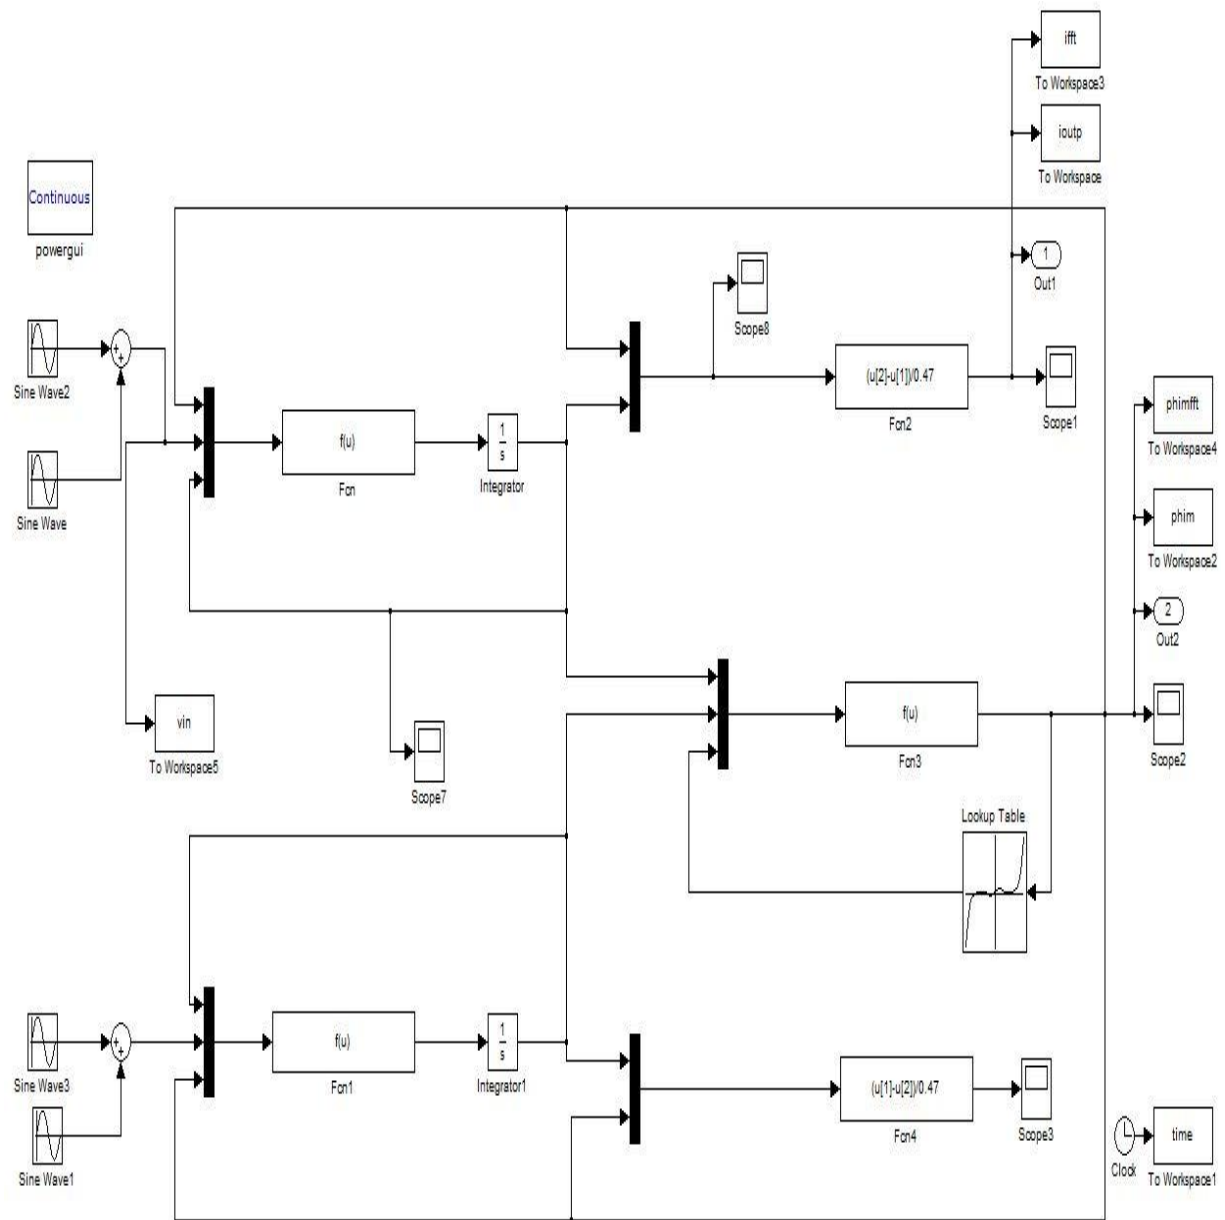 ifft
To Workspace3
ioutp
To Workspace
Continuous
powergui
1
Out1
Scope8
Sine Wave2
(u[2]-u[1])/0.47
Fcn2
Scope1
phimfft
To Workspace4
f(u)
Fcn
1
s
Integrator
Sine Wave
phim
To Workspace2
2
Out2
vin
To Workspace5
Scope7
f(u)
Fcn3
Scope2
Lookup Table
Sine Wave3
f(u)
Fcn1
1
s
Integrator1
(u[1]-u[2])/0.47
Fcn4
Scope3
Sine Wave1
Clock
time
To Workspace1